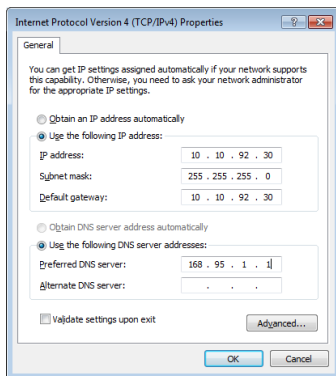 Internet Protocol Version 4 (TCP/IPv4) Properties
General
You can get IP settings assigned automatically if your network supports
this capability. Otherwise, you need to ask your network administrator
for the appropriate IP settings.
Obtain an IP address automatically
Use the following IP address:
IP address: 10 . 10 . 92 . 30
Subnet mask: 255 . 255 . 255 . 0
Default gateway: 10 . 10 . 92 . 30
Obtain DNS server address automatically
Use the following DNS server addresses:
Preferred DNS server: 168 . 95 . 1 . 1
Alternate DNS server: . . .
Validate settings upon exit
Advanced...
OK Cancel